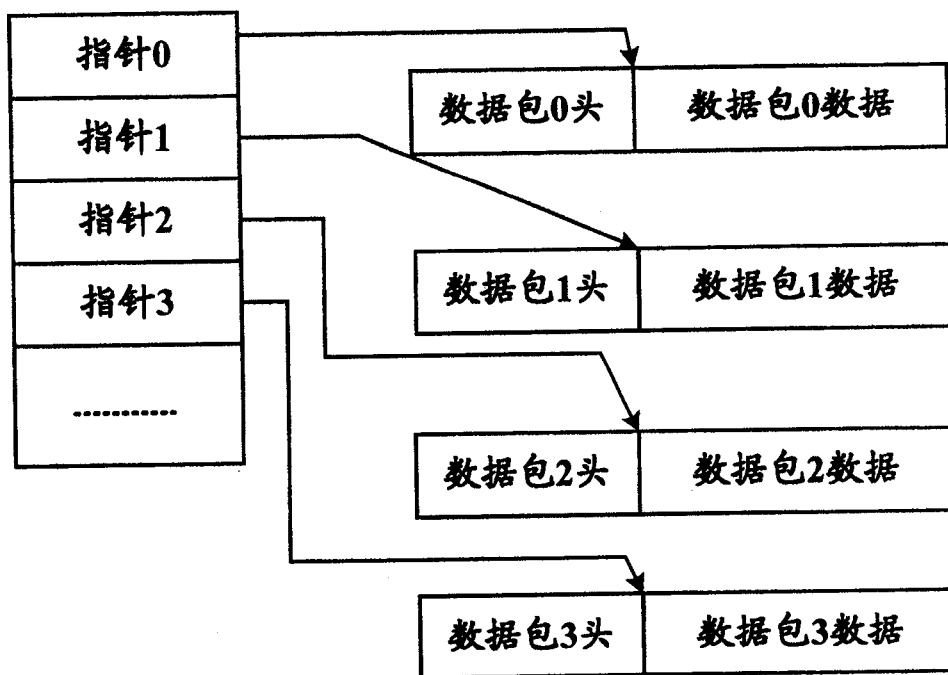 指针0
指针1
指针2
指针3
...........
数据包0头
数据包0数据
数据包1头
数据包1数据
数据包2头
数据包2数据
数据包3头
数据包3数据